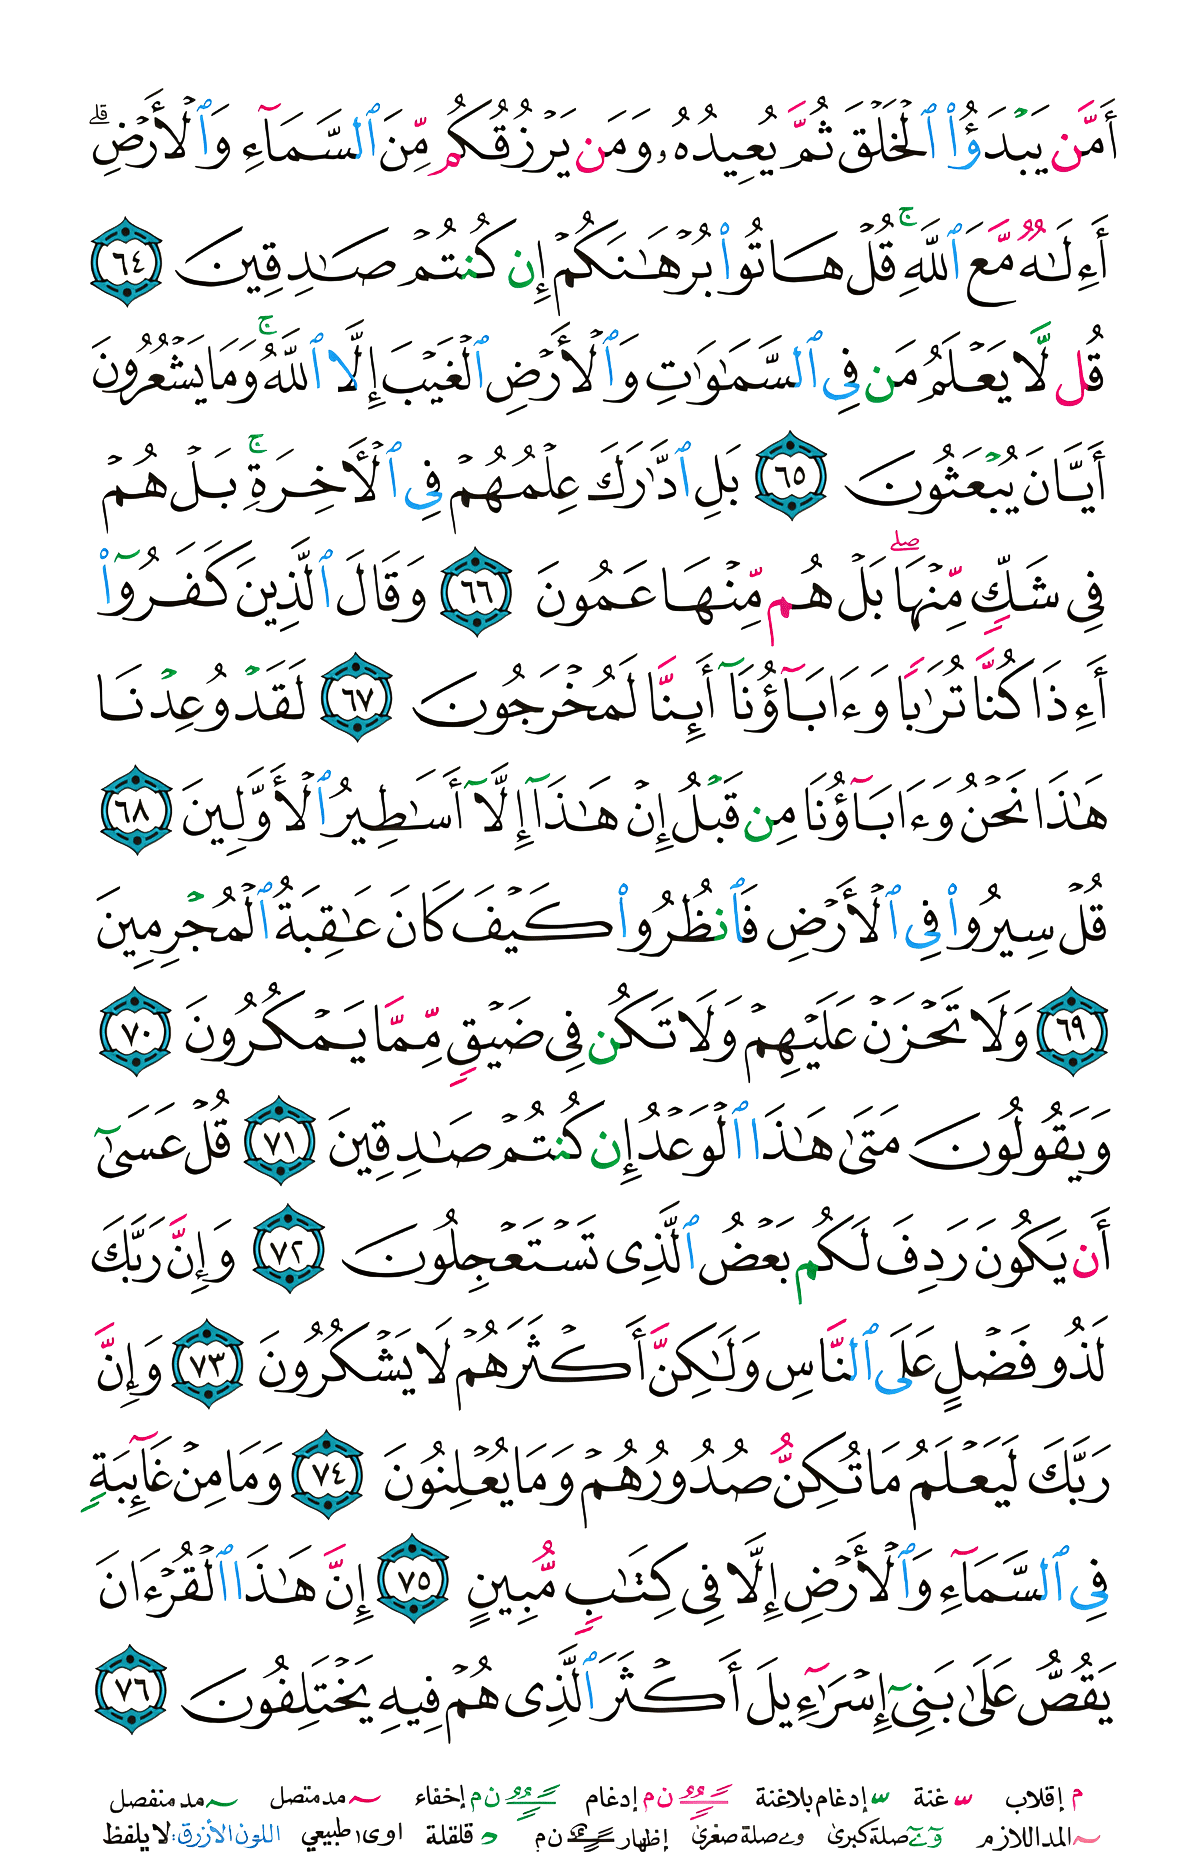 أَمَّن يَبْدَؤُاْ ٱلْخَلْقَ ثُمَّ يُعِيدُهُۥ وَمَن يَرْزُقُكُم مِّنَ ٱلسَّمَآءِ وَٱلْأَرْضِ ۗ
أَءِلَـٰهٌ مَّعَ ٱللَّهِ ۚ قُلْ هَاتُواْ بُرْهَـٰنَكُمْ إِن كُنتُمْ صَـٰدِقِينَ ٦٤
قُل لَّا يَعْلَمُ مَن فِى ٱلسَّمَـٰوَٰتِ وَٱلْأَرْضِ ٱلْغَيْبَ إِلَّا ٱللَّهُ ۚ وَمَا يَشْعُرُونَ
أَيَّانَ يُبْعَثُونَ ٦٥ بَلِ ٱدَّٰرَكَ عِلْمُهُمْ فِى ٱلْأَخِرَةِ ۚ بَلْ هُمْ
فِى شَكٍّ مِّنْهَا ۖ بَلْ هُم مِّنْهَا عَمُونَ ٦٦ وَقَالَ ٱلَّذِينَ كَفَرُوٓاْ
أَءِذَا كُنَّا تُرَٰبًا وَءَابَآؤُنَآ أَئِنَّا لَمُخْرَجُونَ ٦٧ لَقَدْ وُعِدْنَا
هَـٰذَا نَحْنُ وَءَابَآؤُنَا مِن قَبْلُ إِنْ هَـٰذَآ إِلَّآ أَسَـٰطِيرُ ٱلْأَوَّلِينَ ٦٨
قُلْ سِيرُواْ فِى ٱلْأَرْضِ فَٱنظُرُواْ كَيْفَ كَانَ عَـٰقِبَةُ ٱلْمُجْرِمِينَ
٦٩ وَلَا تَحْزَنْ عَلَيْهِمْ وَلَا تَكُن فِى ضَيْقٍ مِّمَّا يَمْكُرُونَ ٧٠
وَيَقُولُونَ مَتَىٰ هَـٰذَا ٱلْوَعْدُ إِن كُنتُمْ صَـٰدِقِينَ ٧١ قُلْ عَسَىٰٓ
أَن يَكُونَ رَدِفَ لَكُم بَعْضُ ٱلَّذِى تَسْتَعْجِلُونَ ٧٢ وَإِنَّ رَبَّكَ
لَذُو فَضْلٍ عَلَى ٱلنَّاسِ وَلَـٰكِنَّ أَكْثَرَهُمْ لَا يَشْكُرُونَ ٧٣ وَإِنَّ
رَبَّكَ لَيَعْلَمُ مَا تُكِنُّ صُدُورُهُمْ وَمَا يُعْلِنُونَ ٧٤ وَمَا مِنْ غَآئِبَةٍ
فِى ٱلسَّمَآءِ وَٱلْأَرْضِ إِلَّا فِى كِتَـٰبٍ مُّبِينٍ ٧٥ إِنَّ هَـٰذَا ٱلْقُرْءَانَ
يَقُصُّ عَلَىٰ بَنِىٓ إِسْرَٰٓءِيلَ أَكْثَرَ ٱلَّذِى هُمْ فِيهِ يَخْتَلِفُونَ ٧٦
م إقلاب غنة إدغام بلاغنة ن م إدغام ن م إخفاء مد متصل مد منفصل
المد اللازم و ے صلة كبرىٰ و ے صلة صغرىٰ إظهار ن م قلقلة ا و ى ١ طبيعي اللون الأزرق: لا يلفظ